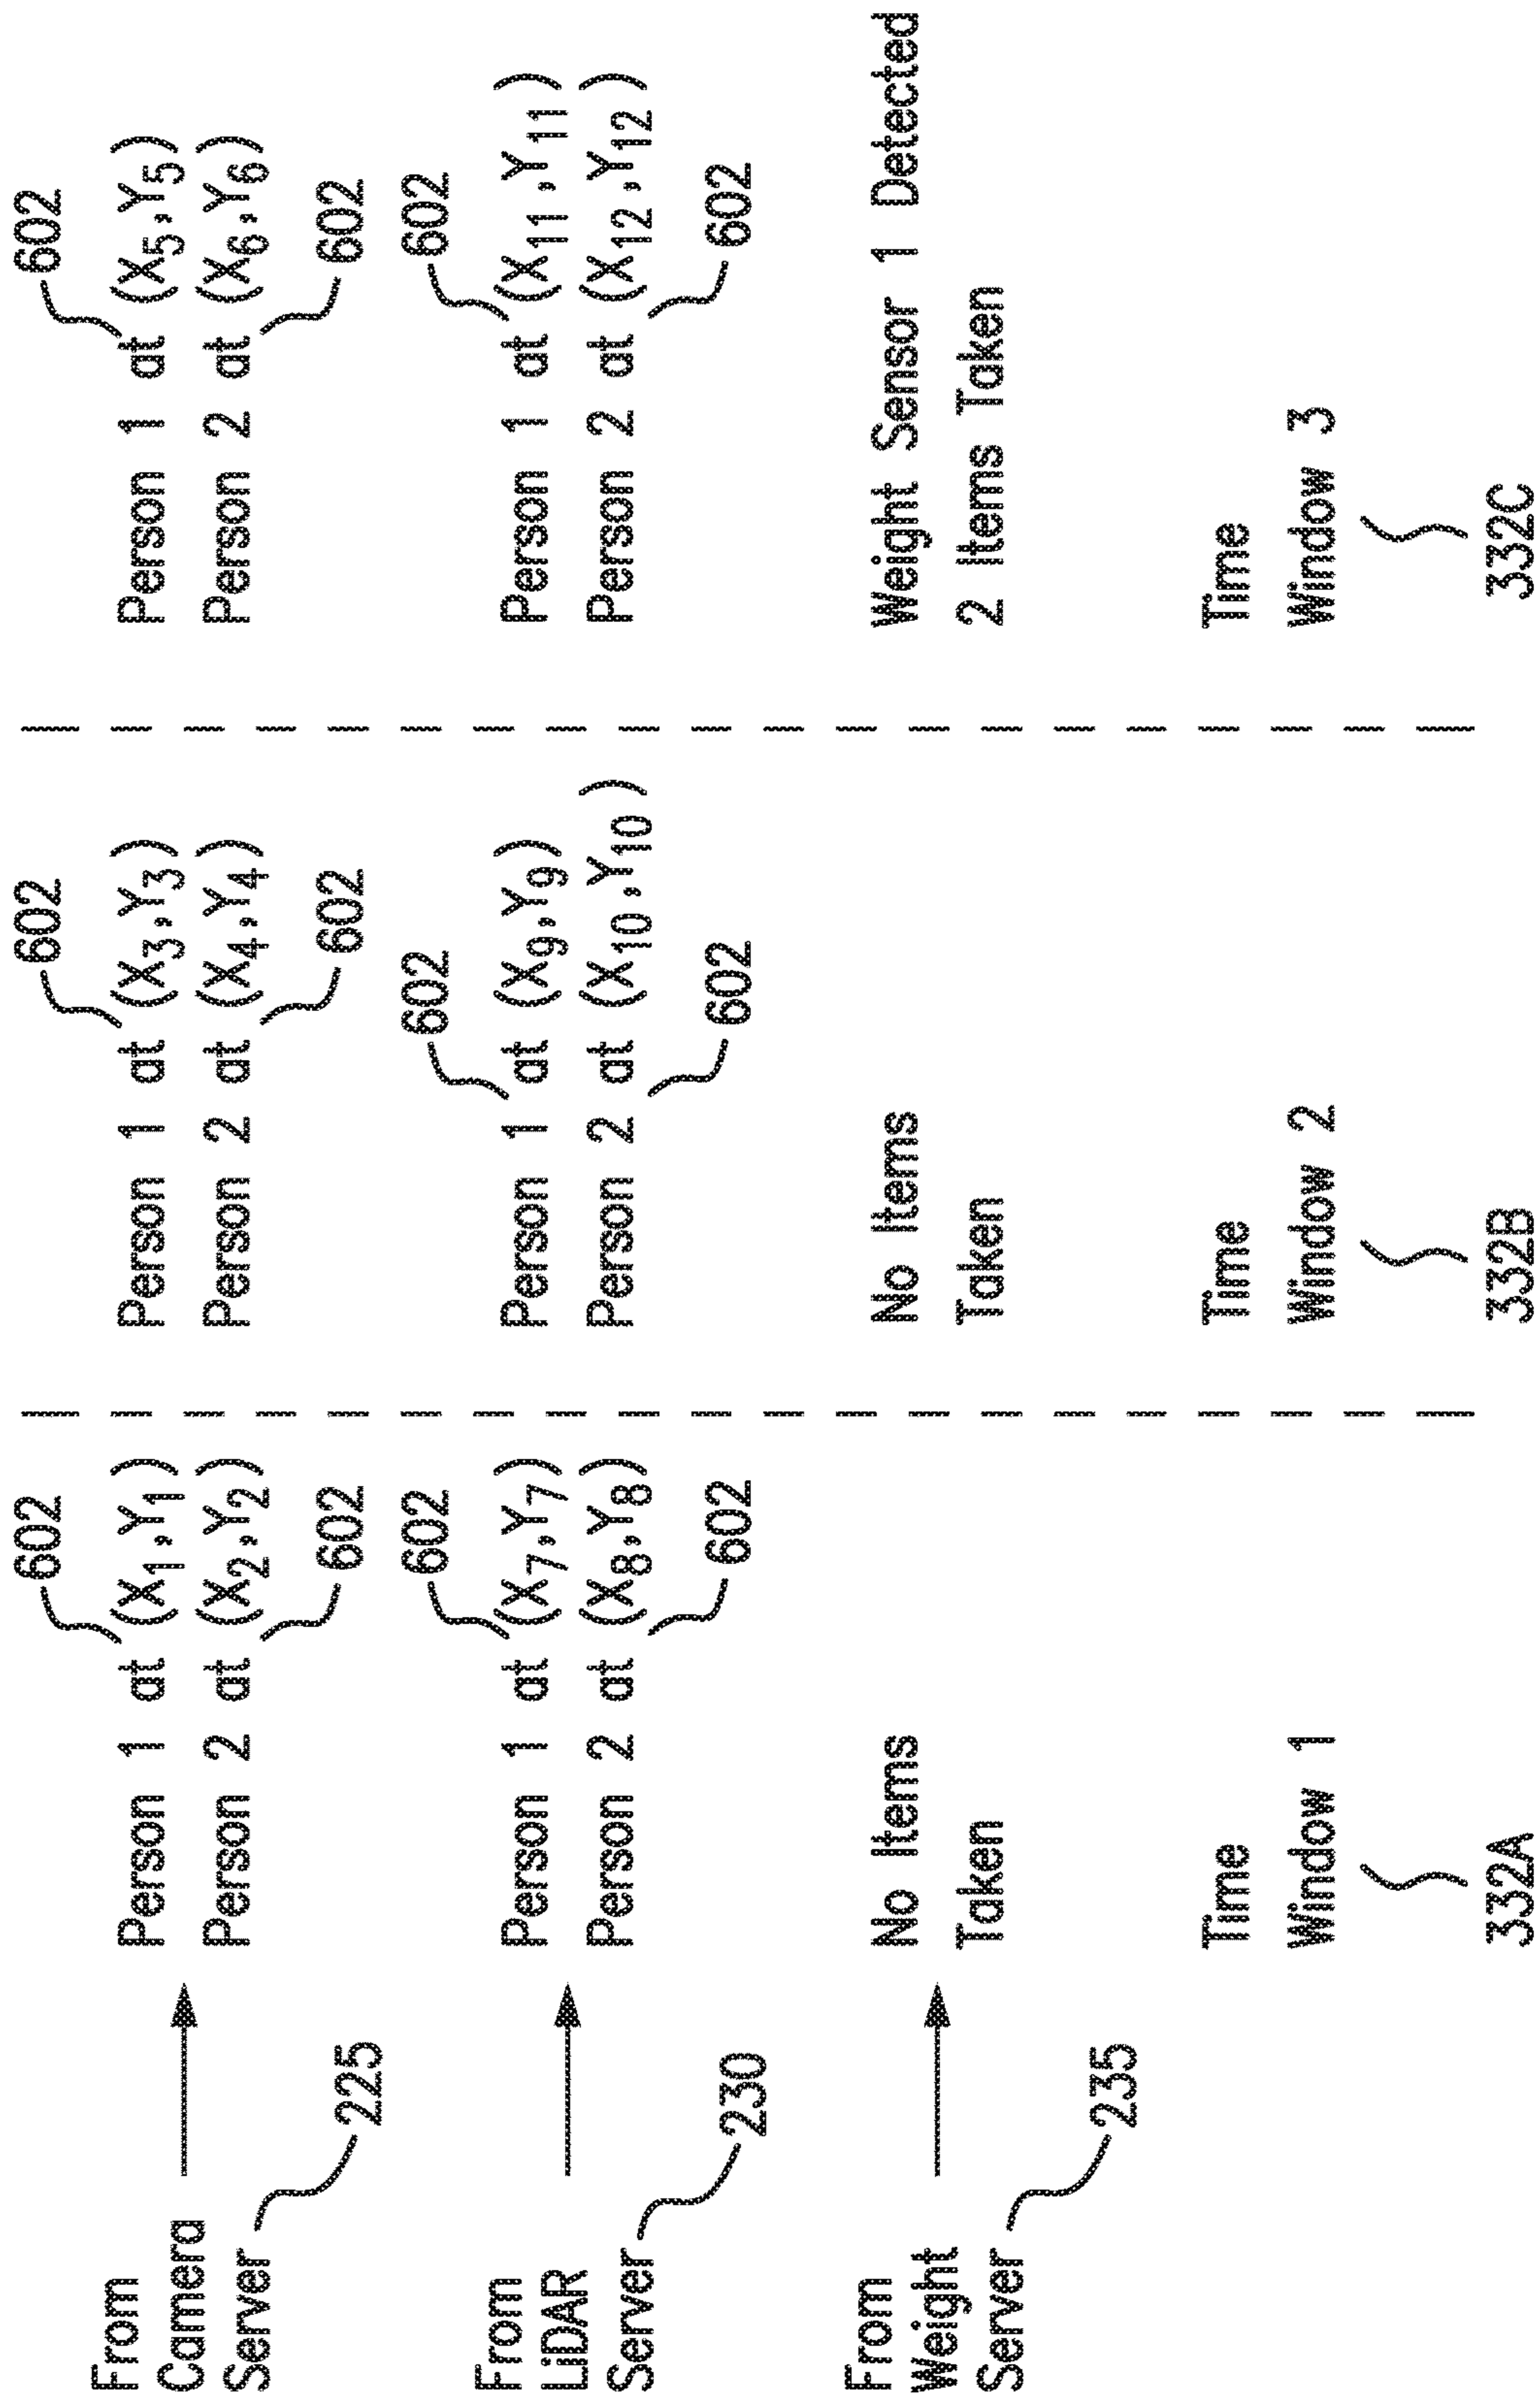 From
Camera
Server
225
602
Person 1 at (X1,Y1)
Person 2 at (X2,Y2)
602
602
Person 1 at (X3,Y3)
Person 2 at (X4,Y4)
602
602
Person 1 at (X5,Y5)
Person 2 at (X6,Y6)
602
From
LiDAR
Server
230
602
Person 1 at (X7,Y7)
Person 2 at (X8,Y8)
602
602
Person 1 at (X9,Y9)
Person 2 at (X10,Y10)
602
602
Person 1 at (X11,Y11)
Person 2 at (X12,Y12)
602
From
Weight
Server
235
No Items
Taken
No Items
Taken
Weight Sensor 1 Detected
2 Items Taken
Time
Window 1
332A
Time
Window 2
332B
Time
Window 3
332C